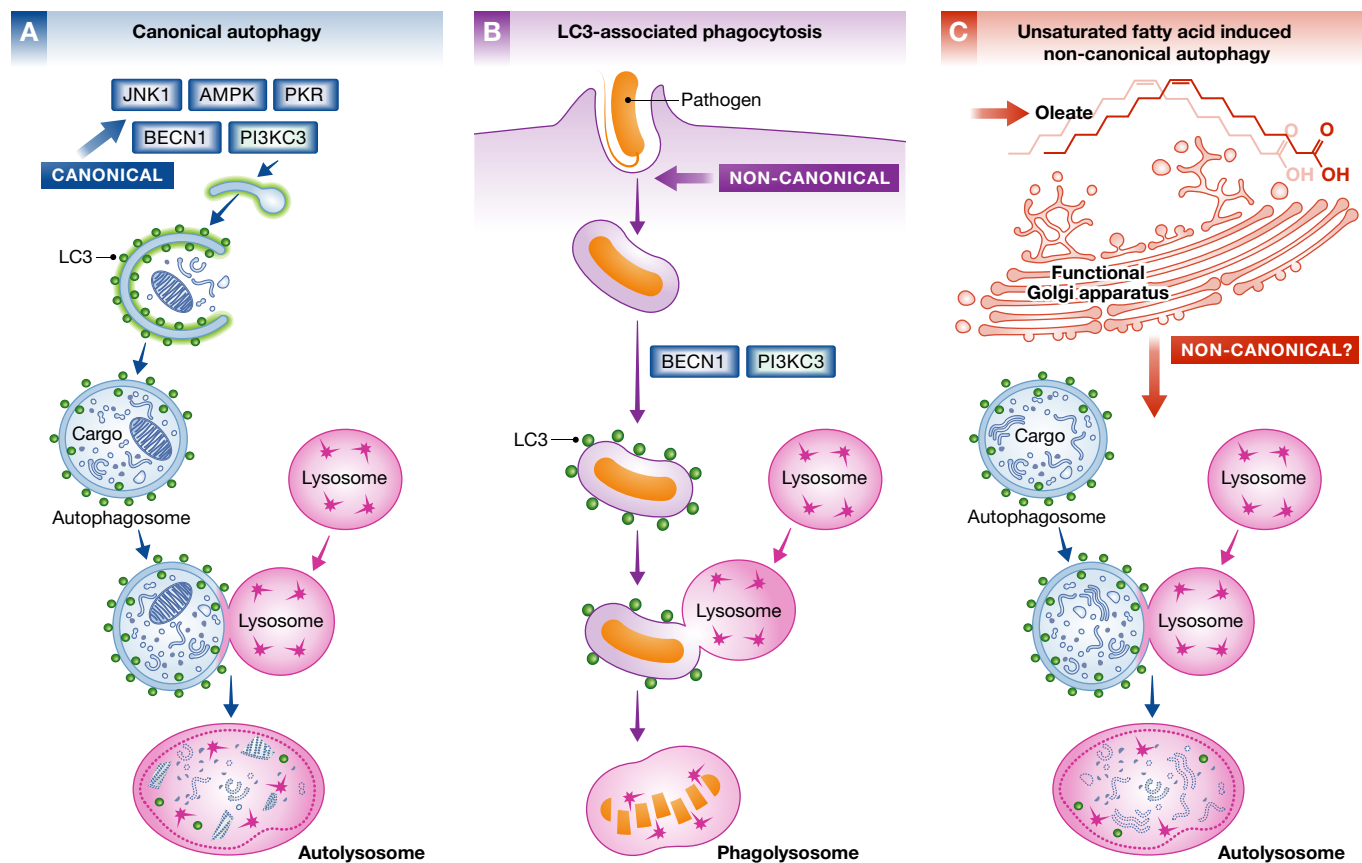 A
Canonical autophagy
JNK1
AMPK
PKR
BECN1
PI3KC3
CANONICAL
LC3
Cargo
Autophagosome
Lysosome
Lysosome
Autolysosome
B
LC3-associated phagocytosis
Pathogen
NON-CANONICAL
BECN1
PI3KC3
LC3
Lysosome
Lysosome
Phagolysosome
C
Unsaturated fatty acid induced
non-canonical autophagy
Oleate
O
O
OH
OH
Functional
Golgi apparatus
NON-CANONICAL?
Cargo
Autophagosome
Lysosome
Lysosome
Autolysosome